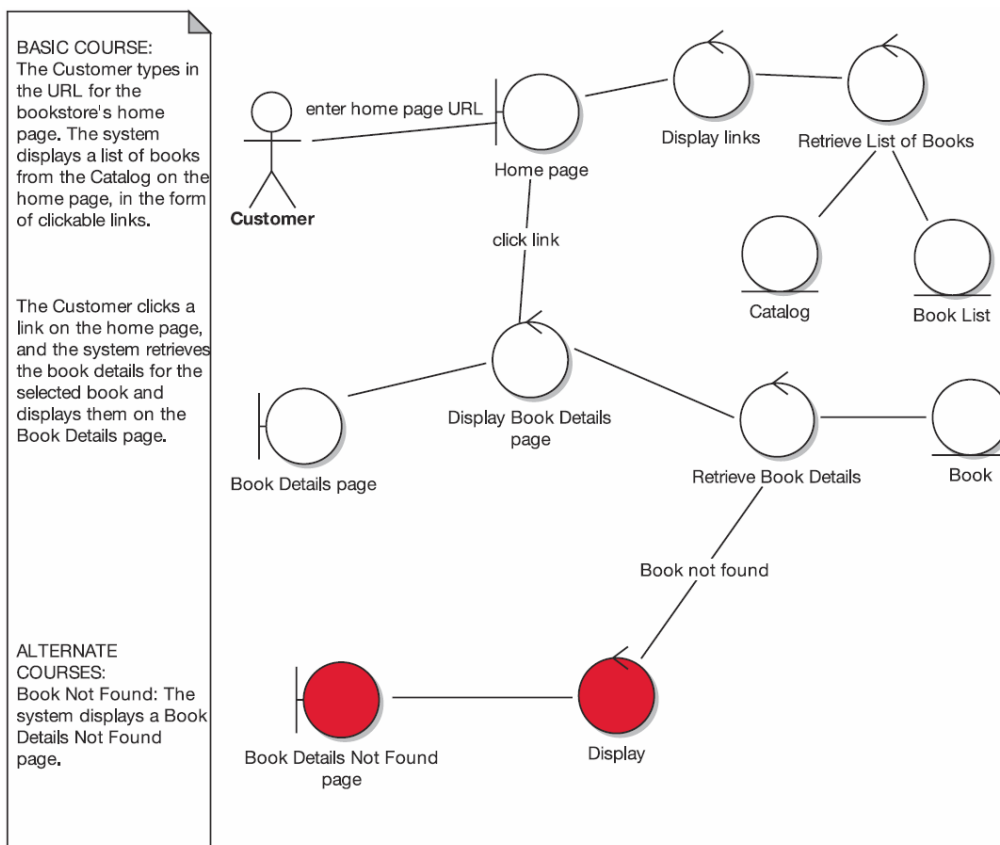 BASIC COURSE:
The Customer types in
the URL for the
bookstore's home
page. The system
displays a list of books
from the Catalog on the
home page, in the form
of clickable links.
The Customer clicks a
link on the home page,
and the system retrieves
the book details for the
selected book and
displays them on the
Book Details page.
ALTERNATE
COURSES:
Book Not Found: The
system displays a Book
Details Not Found
page.
enter home page URL
Customer
Home page
Display links
Retrieve List of Books
click link
Catalog
Book List
Display Book Details
page
Book Details page
Retrieve Book Details
Book
Book not found
Book Details Not Found
page
Display